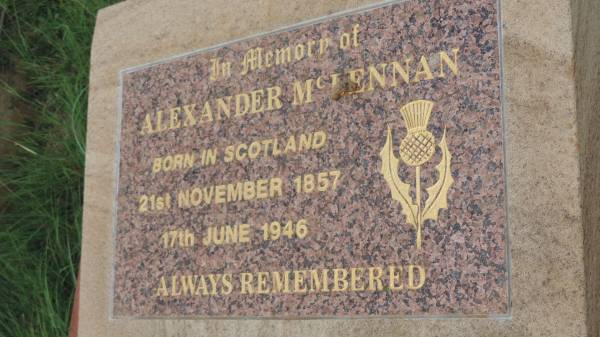 In Memory of
ALEXANDER McLENNAN
BORN IN SCOTLAND
21st NOVEMBER 1857
17th JUNE 1946
ALWAYS REMEMBERED